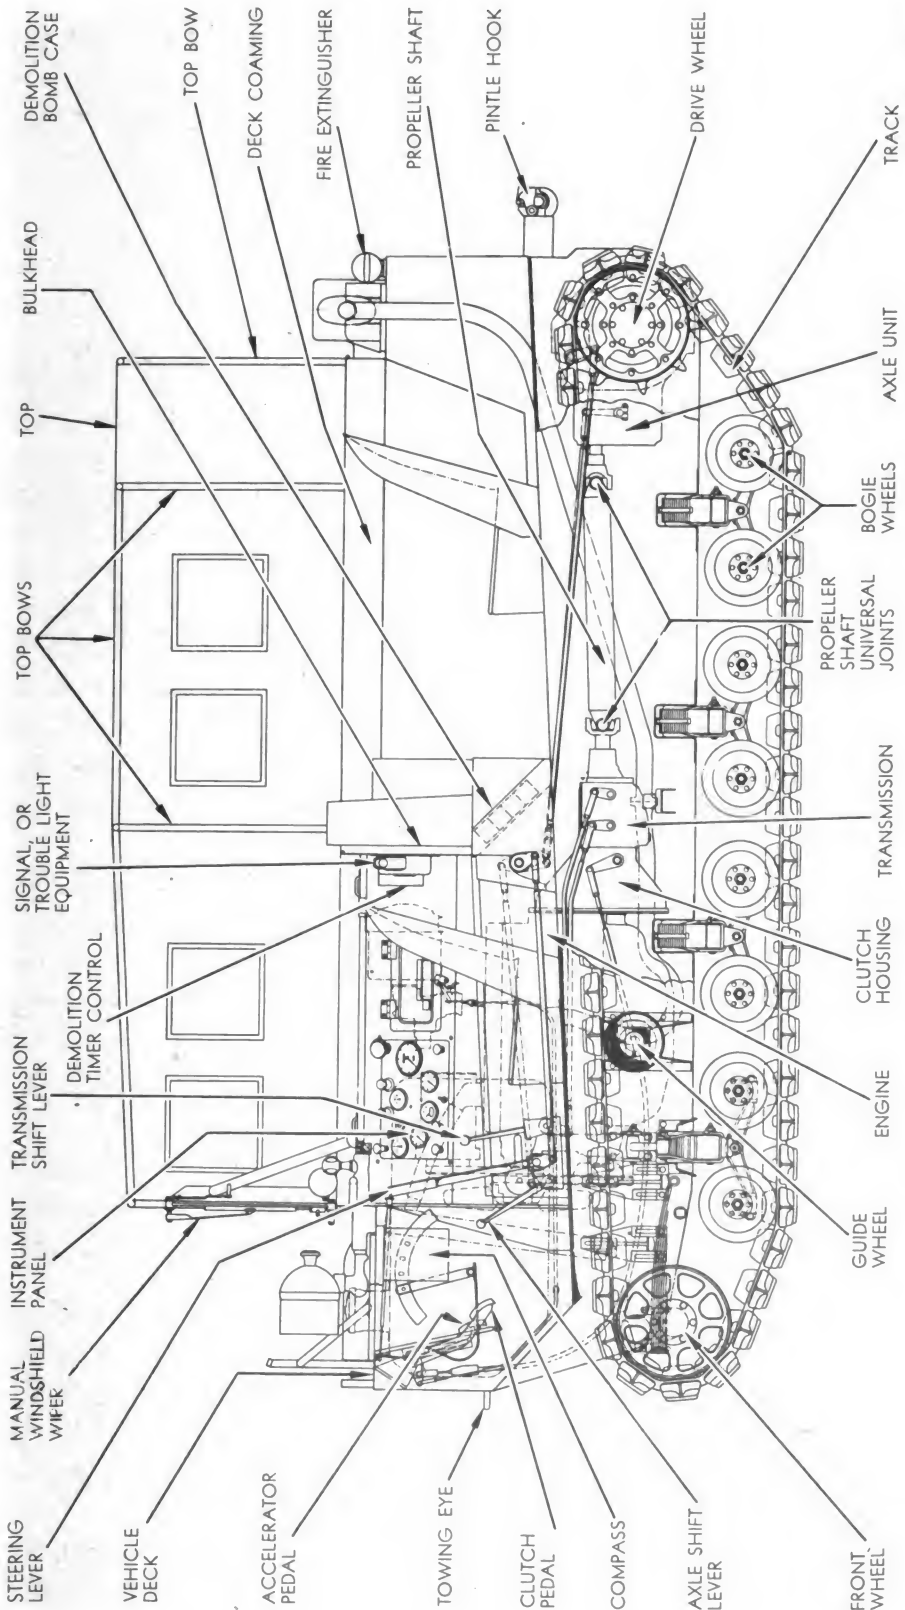 STEERING
LEVER
MANUAL
WINDSHIELD
WIPER
INSTRUMENT
PANEL
TRANSMISSION
SHIFT LEVER
SIGNAL OR
TROUBLE LIGHT
EQUIPMENT
TOP BOWS
TOP
BULKHEAD
DEMOLITION
BOMB CASE
DEMOLITION
TIMER CONTROL
VEHICLE
DECK
TOP BOW
DECK COAMING
ACCELERATOR
PEDAL
FIRE EXTINGUISHER
PROPELLER SHAFT
TOWING EYE
PINTLE HOOK
CLUTCH
PEDAL
COMPASS
AXLE SHIFT
LEVER
DRIVE WHEEL
FRONT
WHEEL
GUIDE
WHEEL
ENGINE
CLUTCH
HOUSING
TRANSMISSION
PROPELLER
SHAFT
UNIVERSAL
JOINTS
BOGIE
WHEELS
AXLE UNIT
TRACK